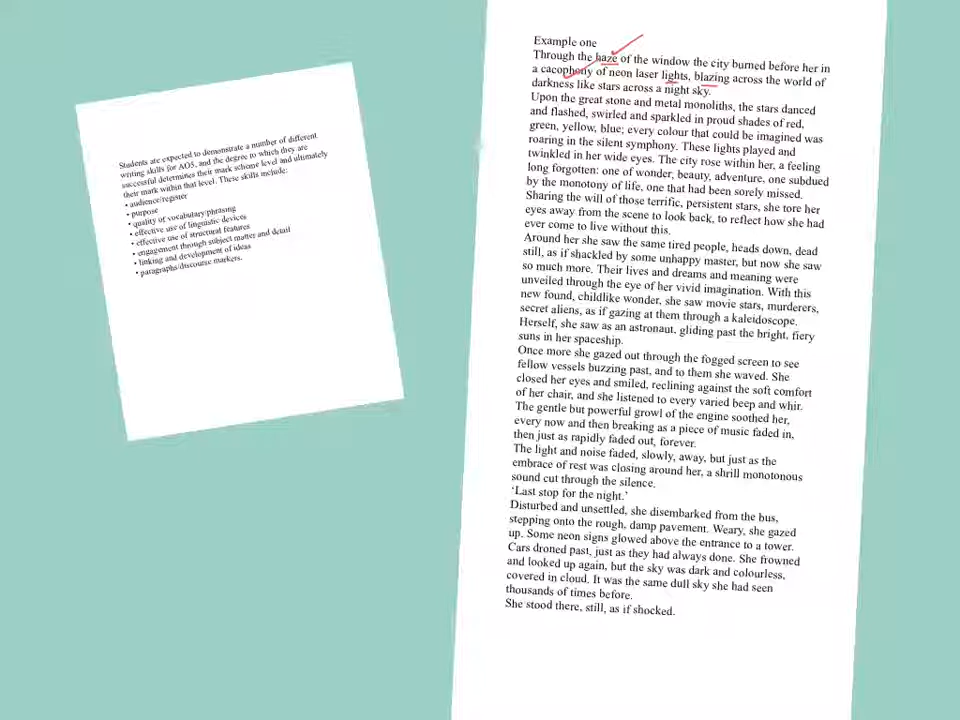 Students are expected to demonstrate a number of different
writing skills for AO5, and the degree to which they are
successful determines their mark scheme level and ultimately
their mark within that level. These skills include:
• audience/register
• purpose
• quality of vocabulary/phrasing
• effective use of linguistic devices
• effective use of structural features
• engagement through subject matter and detail
• linking and development of ideas
• paragraphs/discourse markers.
Example one
Through the haze of the window the city burned before her in
a cacophony of neon laser lights, blazing across the world of
darkness like stars across a night sky.
Upon the great stone and metal monoliths, the stars danced
and flashed, swirled and sparkled in proud shades of red,
green, yellow, blue; every colour that could be imagined was
roaring in the silent symphony. These lights played and
twinkled in her wide eyes. The city rose within her, a feeling
long forgotten: one of wonder, beauty, adventure, one subdued
by the monotony of life, one that had been sorely missed.
Sharing the will of those terrific, persistent stars, she tore her
eyes away from the scene to look back, to reflect how she had
ever come to live without this.
Around her she saw the same tired people, heads down, dead
still, as if shackled by some unhappy master, but now she saw
so much more. Their lives and dreams and meaning were
unveiled through the eye of her vivid imagination. With this
new found, childlike wonder, she saw movie stars, murderers,
secret aliens, as if gazing at them through a kaleidoscope.
Herself, she saw as an astronaut, gliding past the bright, fiery
suns in her spaceship.
Once more she gazed out through the fogged screen to see
fellow vessels buzzing past, and to them she waved. She
closed her eyes and smiled, reclining against the soft comfort
of her chair, and she listened to every varied beep and whir.
The gentle but powerful growl of the engine soothed her,
every now and then breaking as a piece of music faded in,
then just as rapidly faded out, forever.
The light and noise faded, slowly, away, but just as the
embrace of rest was closing around her, a shrill monotonous
sound cut through the silence.
‘Last stop for the night.’
Disturbed and unsettled, she disembarked from the bus,
stepping onto the rough, damp pavement. Weary, she gazed
up. Some neon signs glowed above the entrance to a tower.
Cars droned past, just as they had always done. She frowned
and looked up again, but the sky was dark and colourless,
covered in cloud. It was the same dull sky she had seen
thousands of times before.
She stood there, still, as if shocked.